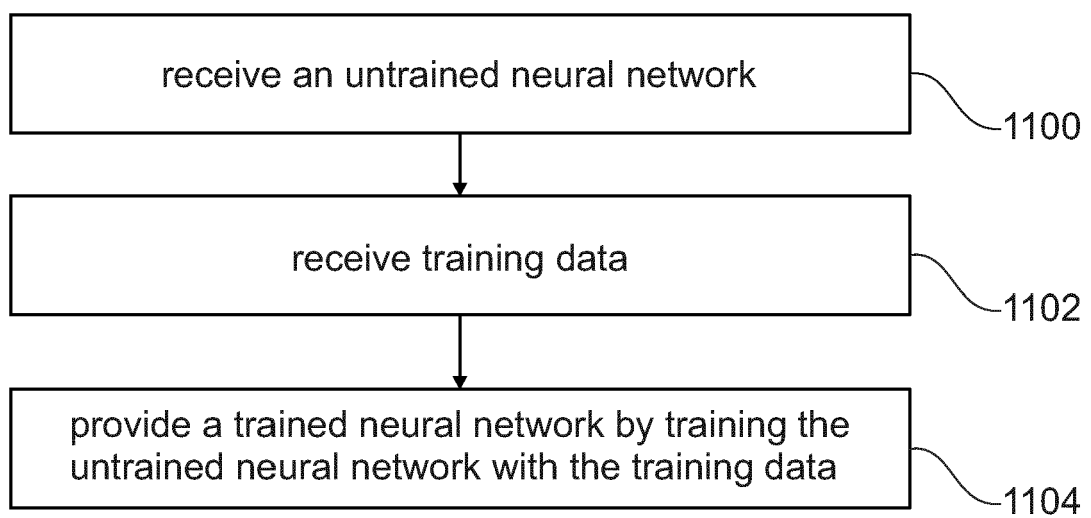 receive an untrained neural network
1100
receive training data
1102
provide a trained neural network by training the
untrained neural network with the training data
1104